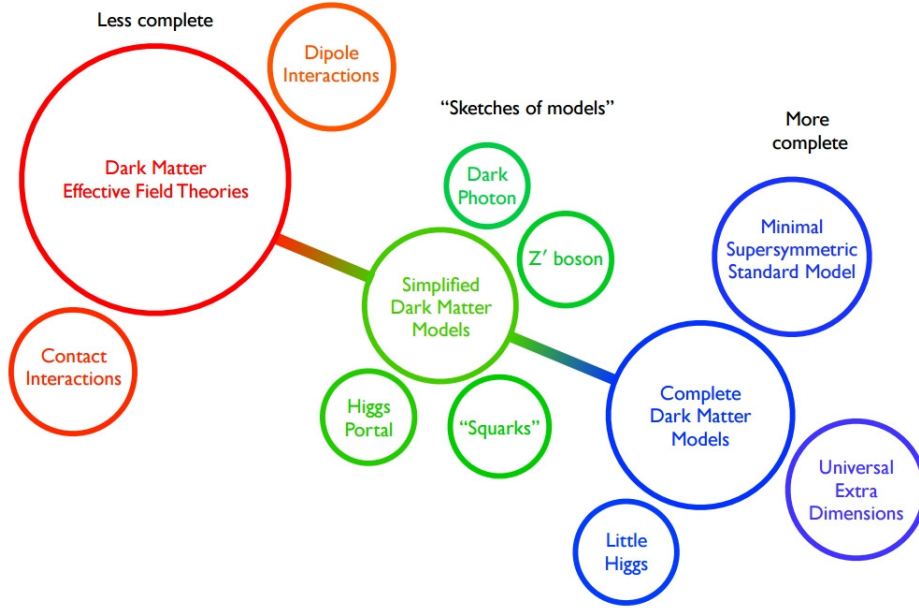 Less complete
Dipole
Interactions
Dark Matter
Effective Field Theories
Contact
Interactions
“Sketches of models”
Dark
Photon
Z′ boson
Simplified
Dark Matter
Models
Higgs
Portal
“Squarks”
More
complete
Minimal
Supersymmetric
Standard Model
Complete
Dark Matter
Models
Universal
Extra
Dimensions
Little
Higgs